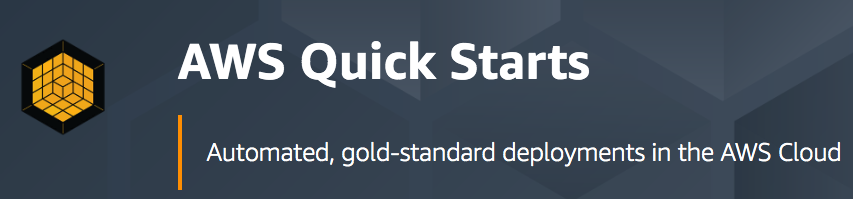 AWS Quick Starts
Automated, gold-standard deployments in the AWS Cloud